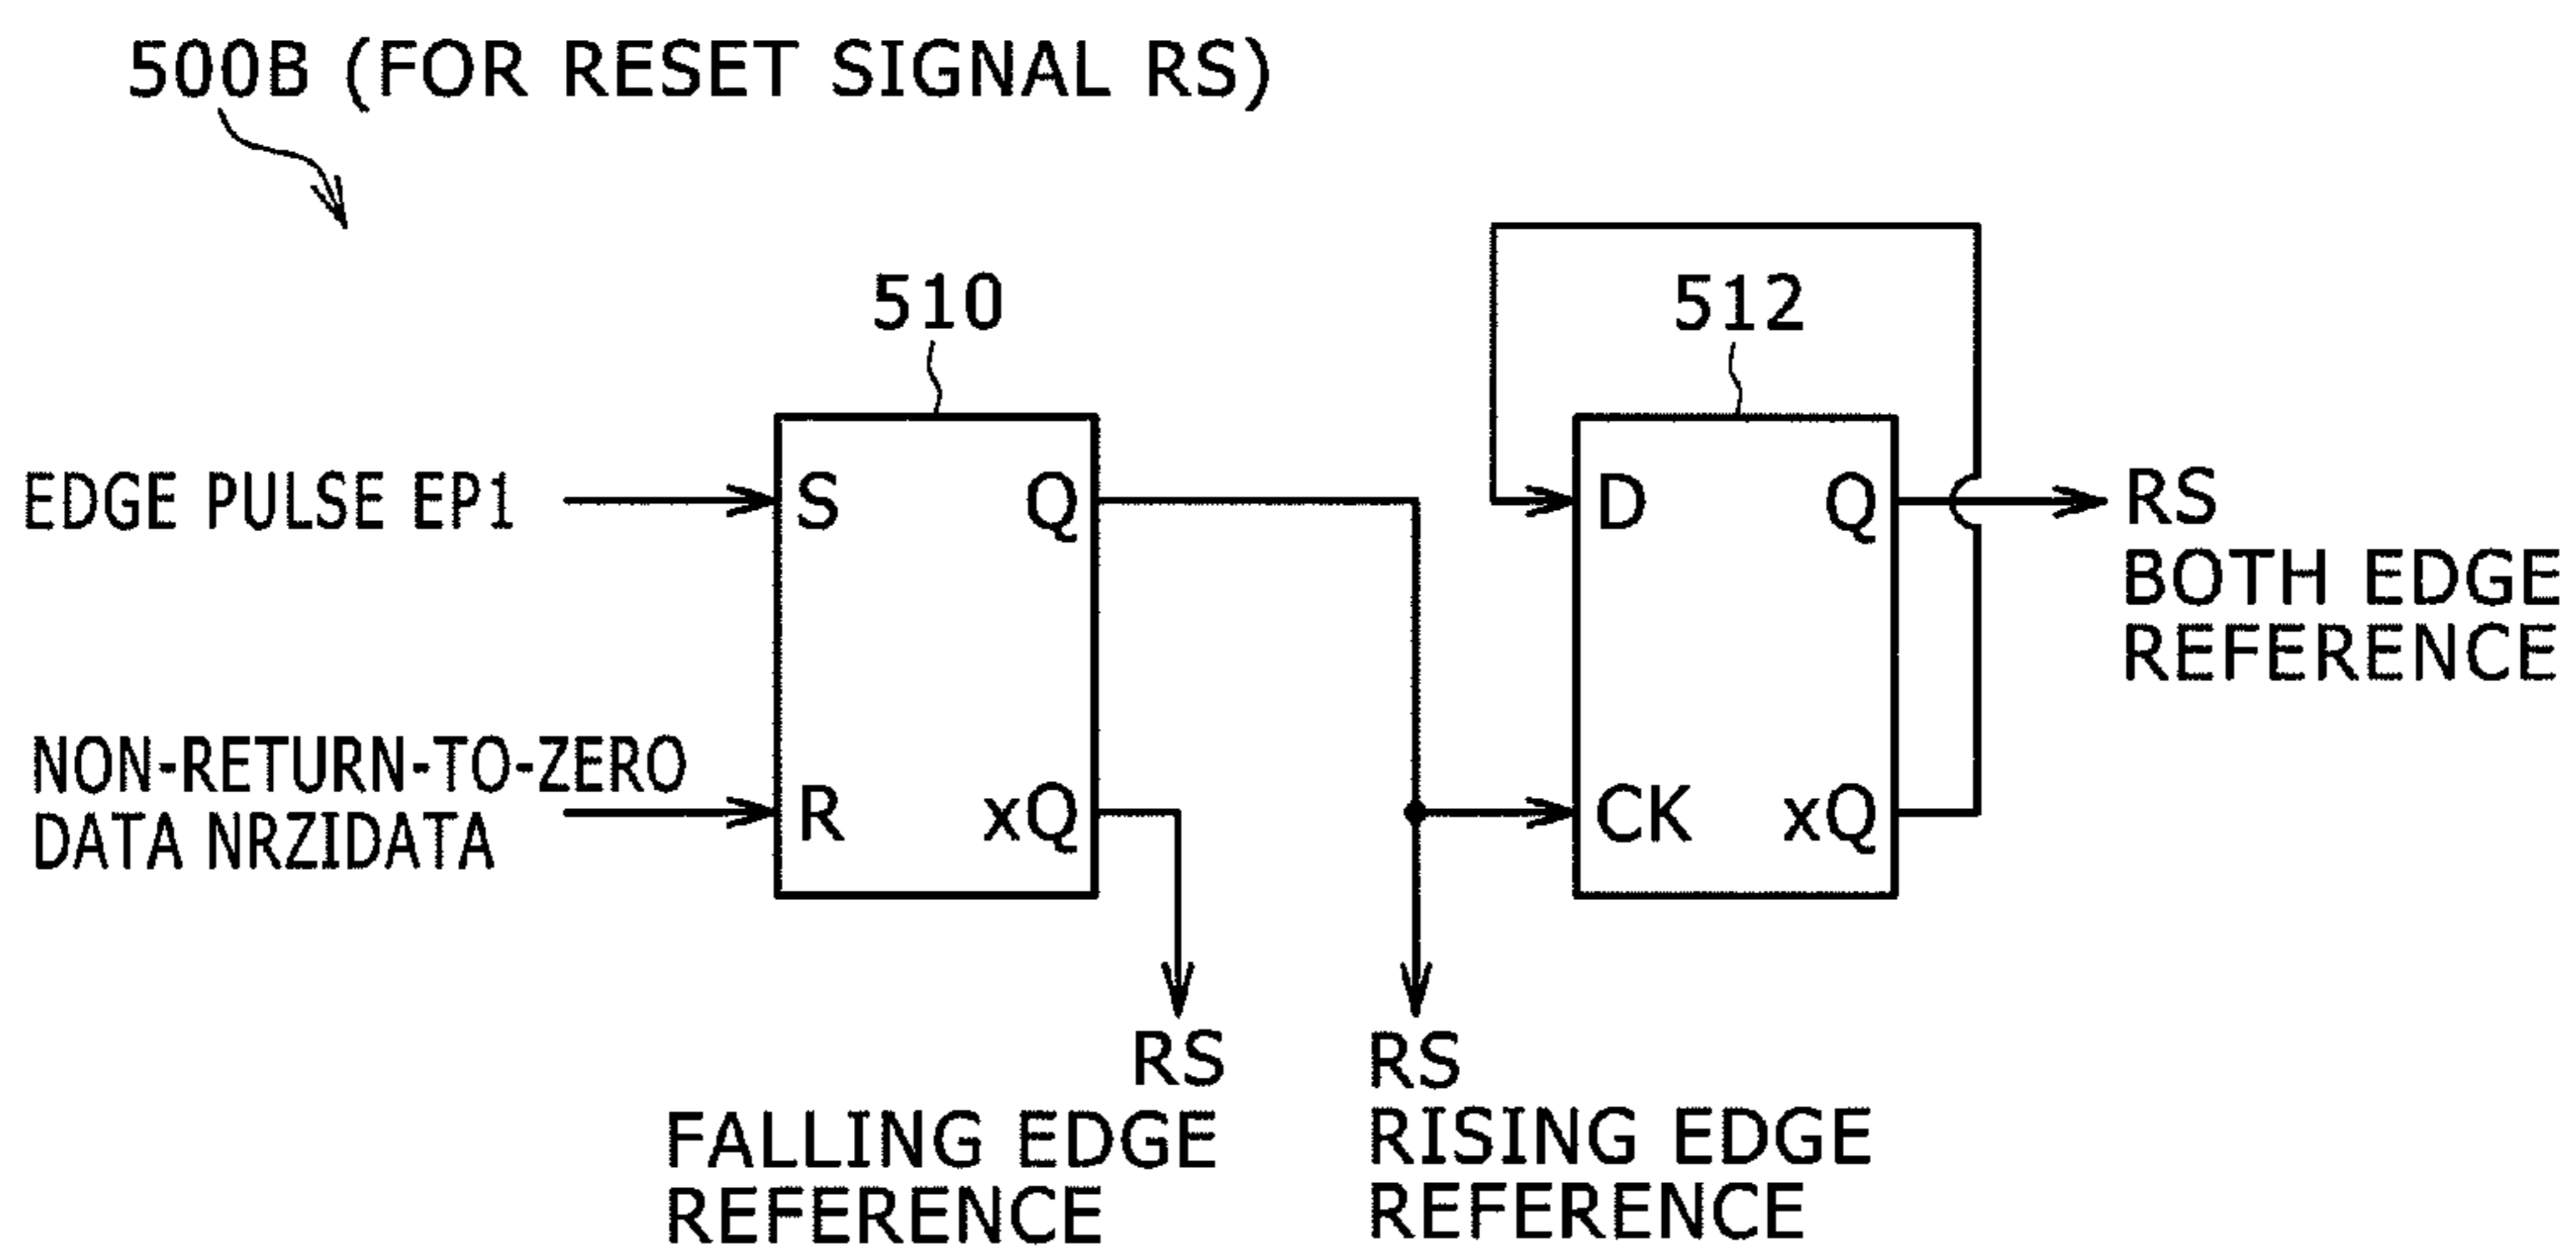 500B (FOR RESET SIGNAL RS)
510
512
EDGE PULSE EP1
S
Q
D
Q
RS
BOTH EDGE
REFERENCE
NON-RETURN-TO-ZERO
DATA NRZIDATA
R
xQ
CK
xQ
RS
FALLING EDGE
REFERENCE
RS
RISING EDGE
REFERENCE